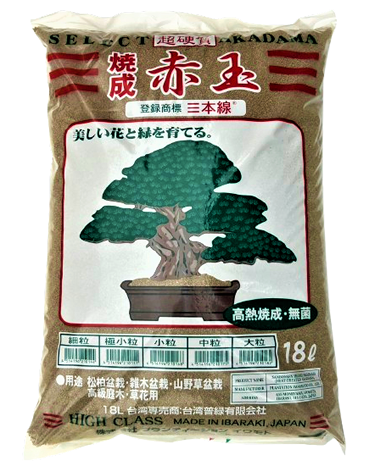 SELECT 超硬質 AKADAMA
焼成 赤玉
登録商標 三本線®
美しい花と緑を育てる。
高熱焼成・無菌
細粒 極小粒 小粒 中粒 大粒
18ℓ
●用途 松柏盆栽・雑木盆栽・山野草盆栽
高級庭木・草花用
18L 台湾専売商:台湾普緑有限公司
HIGH CLASS MADE IN IBARAKI, JAPAN